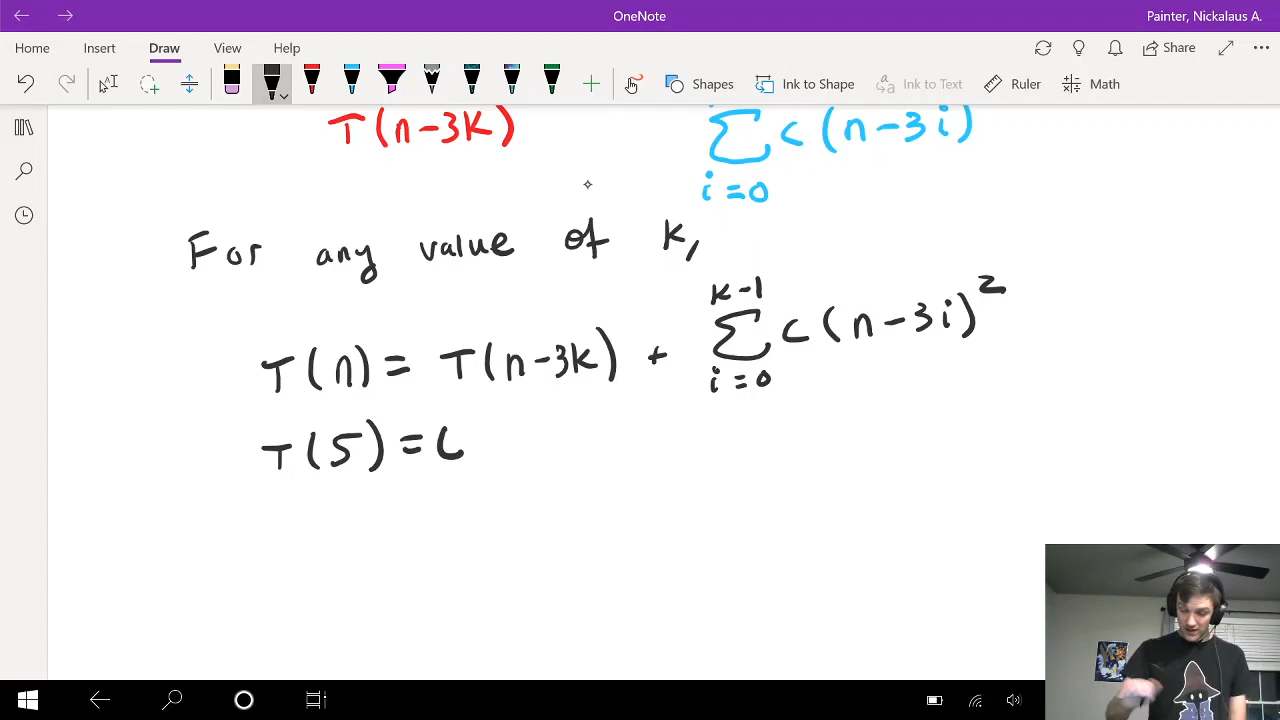 OneNote
Painter, Nickalaus A.
Home Insert Draw View Help
Share
Shapes Ink to Shape Ink to Text Ruler Math
T(n-3k)
∑ c(n-3i)
i=0
For any value of k,
k-1
T(n) = T(n-3k) + ∑ c(n-3i)²
i=0
T(5) = C